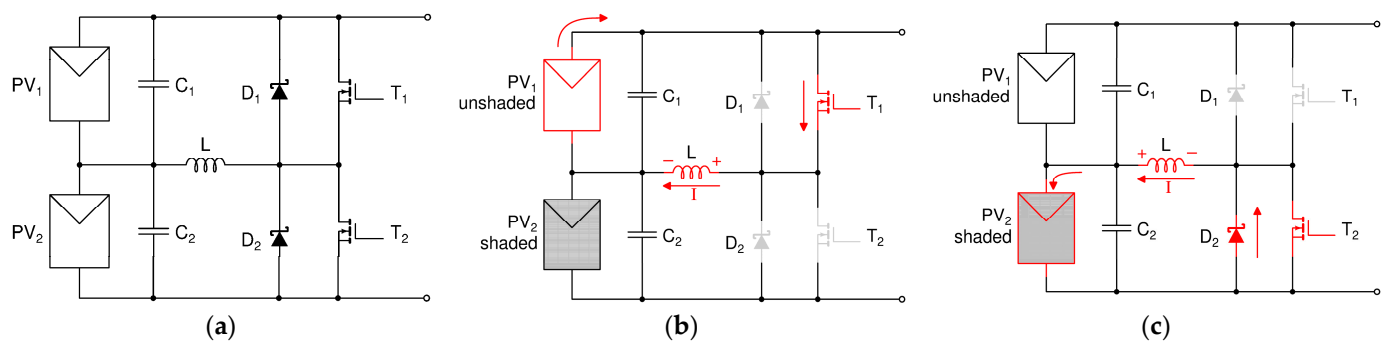 PV1
C1
D1
T1
L
PV2
C2
D2
T2
(a)
PV1
unshaded
C1
D1
T1
L
− +
I
PV2
shaded
C2
D2
T2
(b)
PV1
unshaded
C1
D1
T1
L
+ −
I
PV2
shaded
C2
D2
T2
(c)